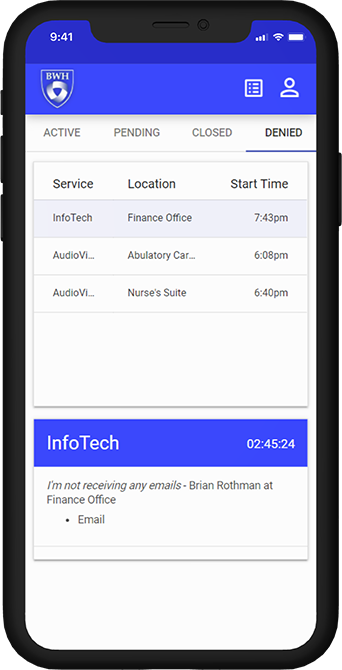 9:41
BWH
ACTIVE PENDING CLOSED DENIED
Service Location Start Time
InfoTech Finance Office 7:43pm
AudioVi... Abulatory Car... 6:08pm
AudioVi... Nurse's Suite 6:40pm
InfoTech 02:45:24
I'm not receiving any emails - Brian Rothman at
Finance Office
• Email